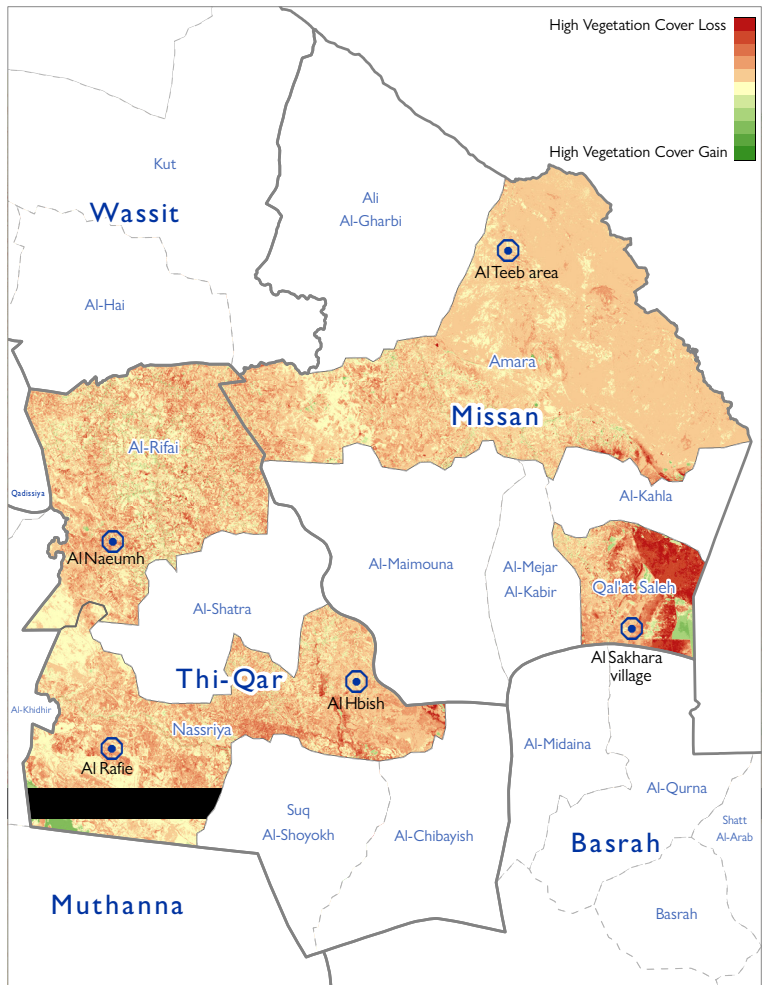 High Vegetation Cover Loss
High Vegetation Cover Gain
Kut
Wassit
Ali
Al-Gharbi
Al Teeb area
Al-Hai
Amara
Missan
Al-Rifai
Qadissiya
Al-Kahla
Al Naeumh
Al-Maimouna
Al-Mejar
Al-Kabir
Qal'at Saleh
Al-Shatra
Al Sakhara
village
Thi-Qar
Al Hbish
Al-Khidhir
Nassriya
Al-Midaina
Al Rafie
Al-Qurna
Suq
Al-Shoyokh
Al-Chibayish
Shatt
Al-Arab
Basrah
Muthanna
Basrah